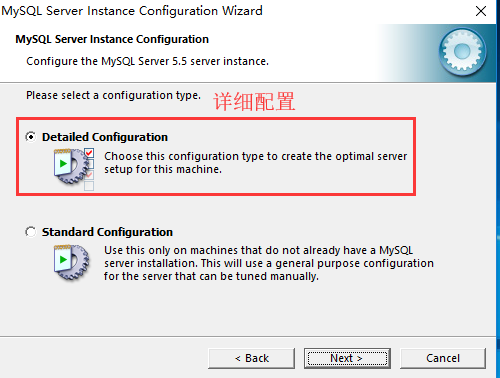 MySQL Server Instance Configuration Wizard
MySQL Server Instance Configuration
Configure the MySQL Server 5.5 server instance.
Please select a configuration type.
详细配置
Detailed Configuration
Choose this configuration type to create the optimal server
setup for this machine.
Standard Configuration
Use this only on machines that do not already have a MySQL
server installation. This will use a general purpose configuration
for the server that can be tuned manually.
< Back
Next >
Cancel